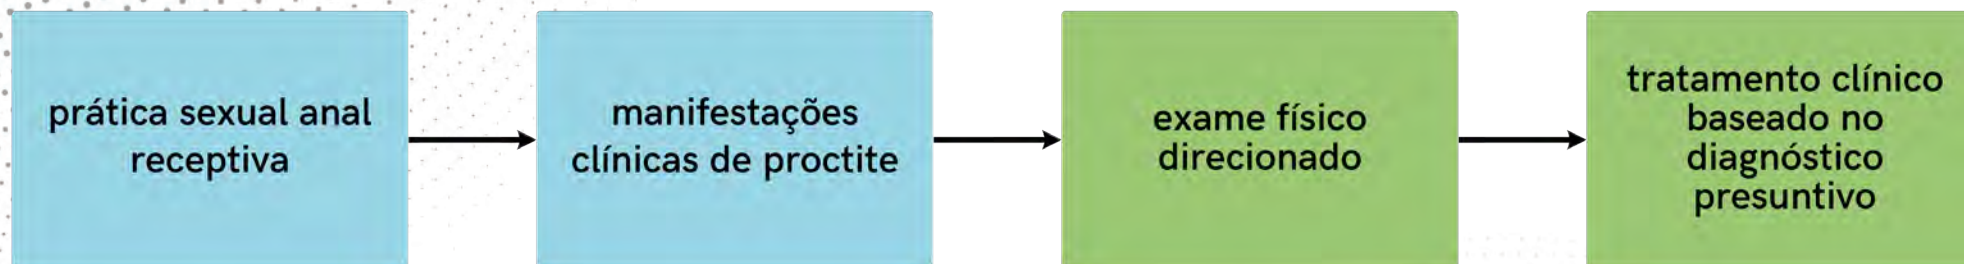 prática sexual anal
receptiva
manifestações
clínicas de proctite
exame físico
direcionado
tratamento clínico
baseado no
diagnóstico
presuntivo